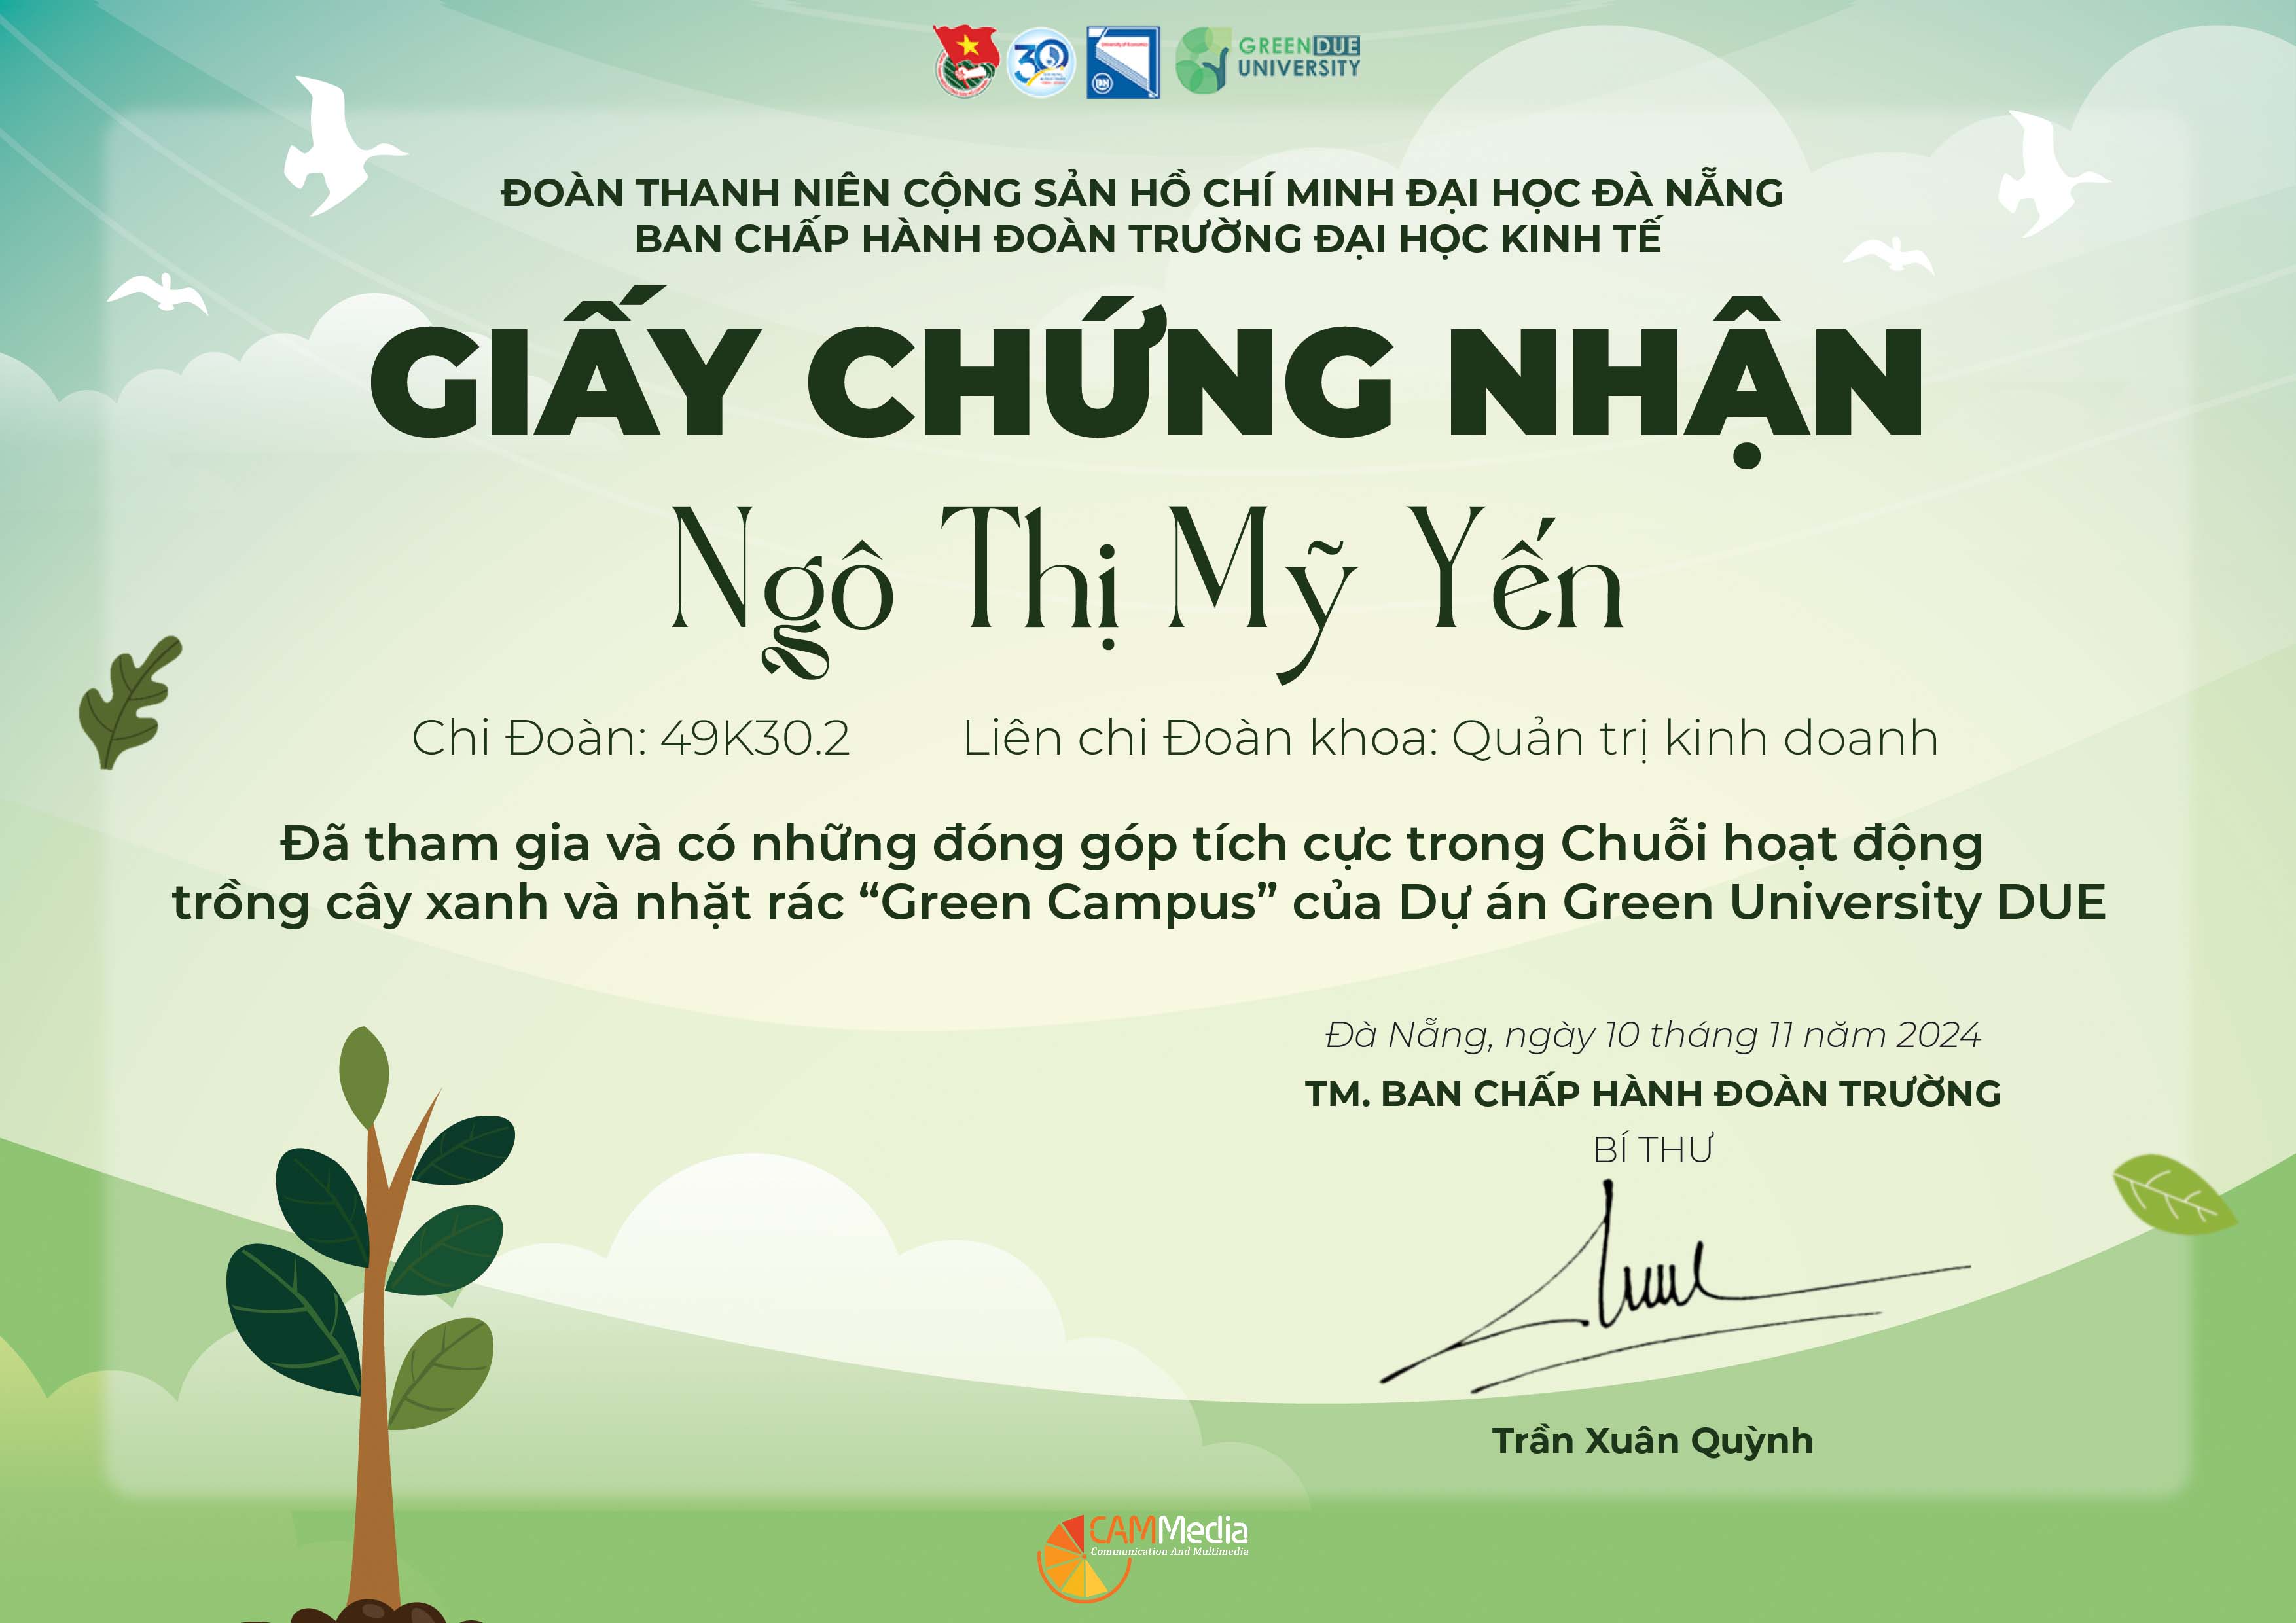 30
University of Economics
GREEN DUE
UNIVERSITY
ĐOÀN THANH NIÊN CỘNG SẢN HỒ CHÍ MINH ĐẠI HỌC ĐÀ NẴNG
BAN CHẤP HÀNH ĐOÀN TRƯỜNG ĐẠI HỌC KINH TẾ
GIẤY CHỨNG NHẬN
Ngô Thị Mỹ Yến
Chi Đoàn: 49K30.2 Liên chi Đoàn khoa: Quản trị kinh doanh
Đã tham gia và có những đóng góp tích cực trong Chuỗi hoạt động
trồng cây xanh và nhặt rác “Green Campus” của Dự án Green University DUE
Đà Nẵng, ngày 10 tháng 11 năm 2024
TM. BAN CHẤP HÀNH ĐOÀN TRƯỜNG
BÍ THƯ
Trần Xuân Quỳnh
CAMMedia
Communication And Multimedia